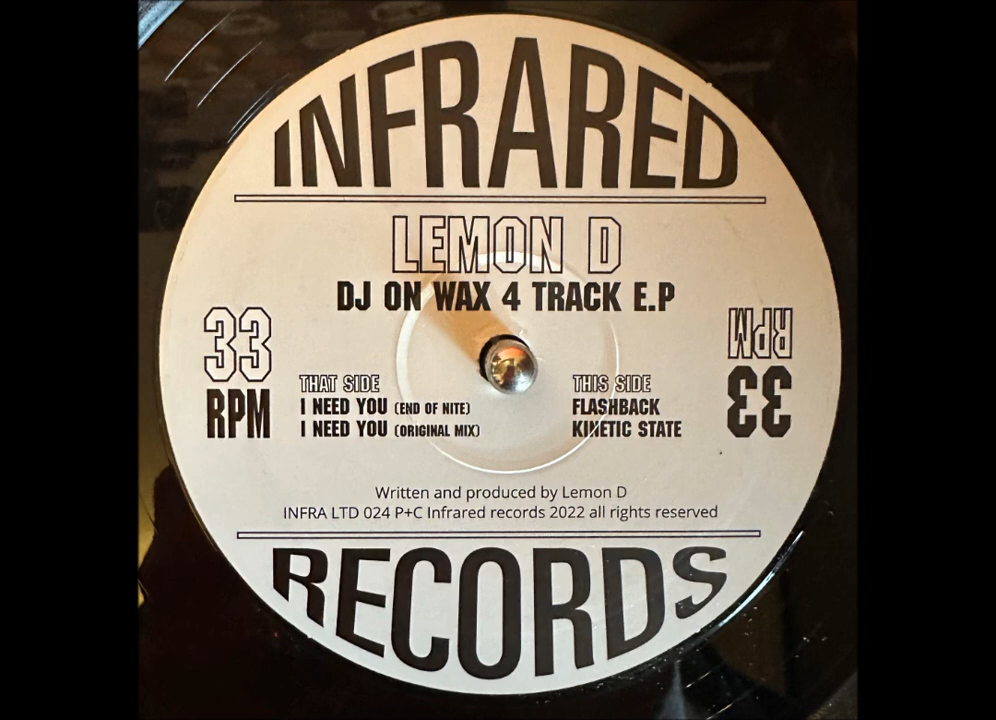 INFRARED
LEMON D
DJ ON WAX 4 TRACK E.P
33
RPM
THAT SIDE
I NEED YOU (END OF NITE)
I NEED YOU (ORIGINAL MIX)
THIS SIDE
FLASHBACK
KINETIC STATE
33
RPM
Written and produced by Lemon D
INFRA LTD 024 P+C Infrared records 2022 all rights reserved
RECORDS